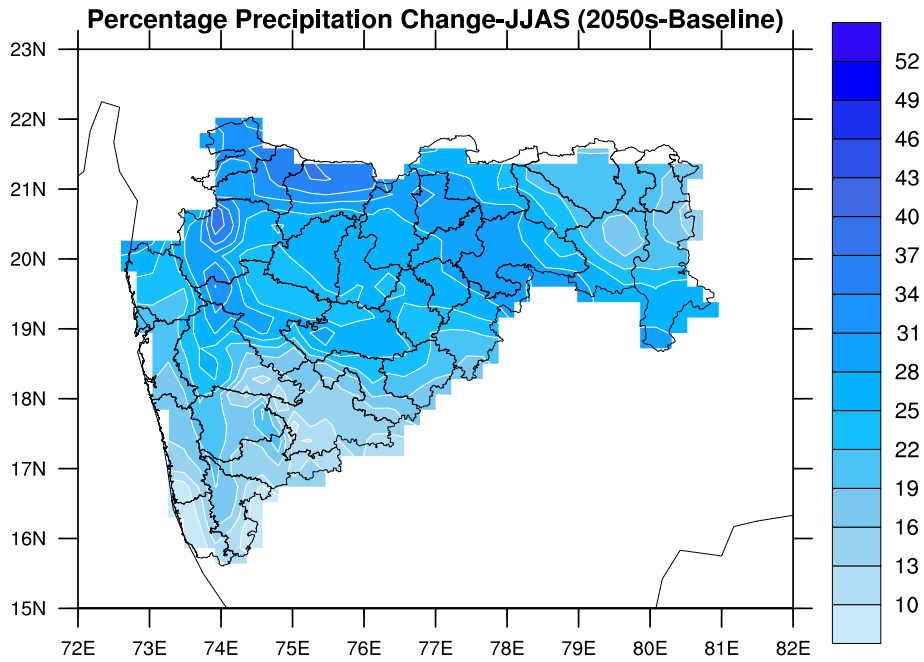 Percentage Precipitation Change-JJAS (2050s-Baseline)
23N
22N
21N
20N
19N
18N
17N
16N
15N
72E 73E 74E 75E 76E 77E 78E 79E 80E 81E 82E
52
49
46
43
40
37
34
31
28
25
22
19
16
13
10